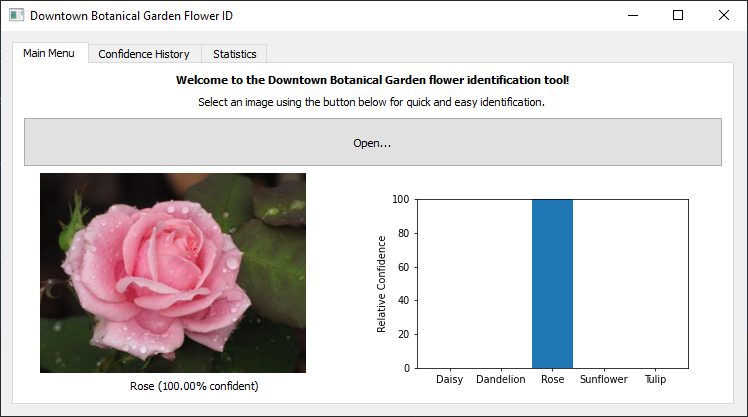 Downtown Botanical Garden Flower ID
Main Menu Confidence History Statistics
Welcome to the Downtown Botanical Garden flower identification tool!
Select an image using the button below for quick and easy identification.
Open...
Rose (100.00% confident)
Relative Confidence
100
80
60
40
20
0
Daisy Dandelion Rose Sunflower Tulip